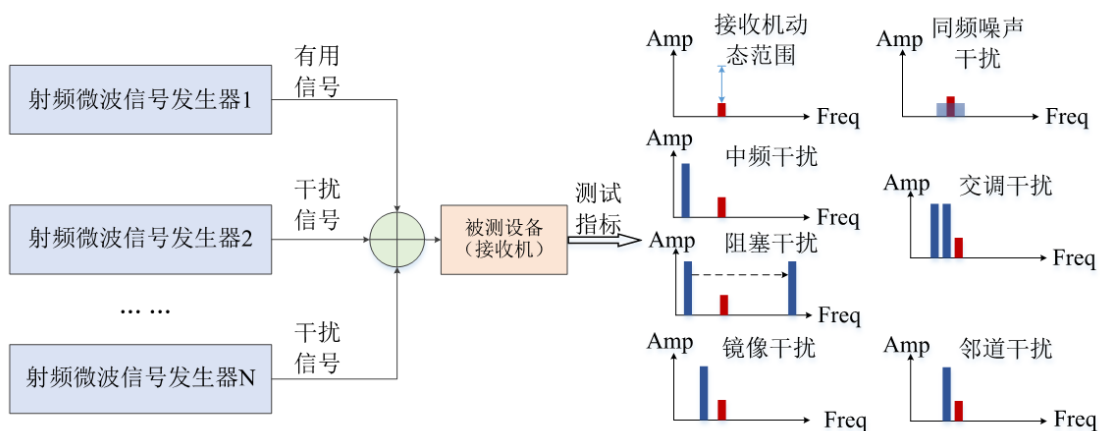 射频微波信号发生器1
有用
信号
射频微波信号发生器2
干扰
信号
... ...
射频微波信号发生器N
干扰
信号
被测设备
（接收机）
测试
指标
Amp
接收机动
态范围
Freq
Amp
同频噪声
干扰
Freq
Amp
中频干扰
Freq
Amp
交调干扰
Freq
Amp
阻塞干扰
Freq
Amp
镜像干扰
Freq
Amp
邻道干扰
Freq